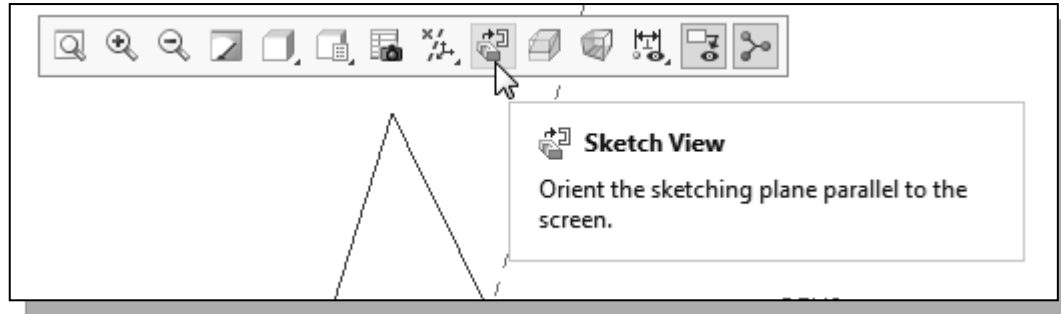 Sketch View
Orient the sketching plane parallel to the
screen.